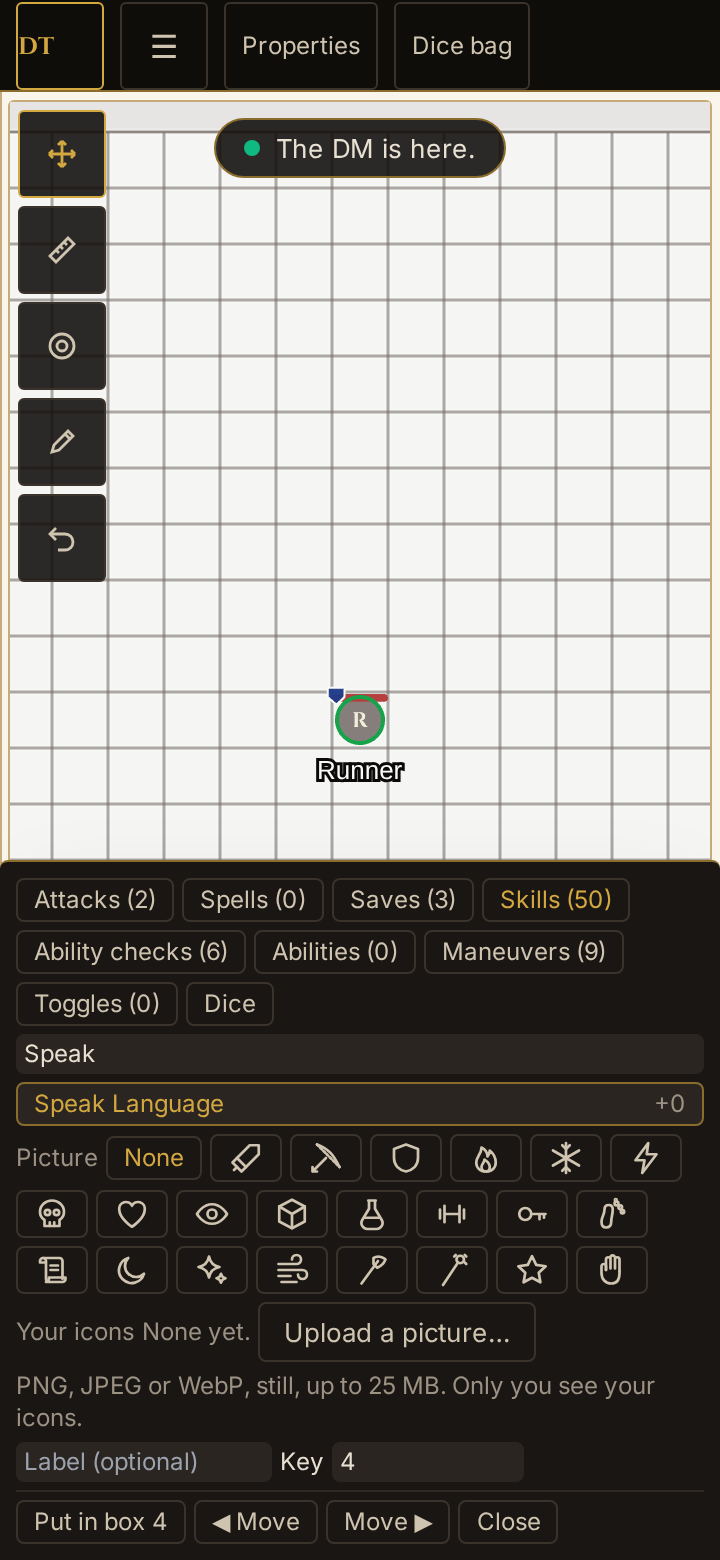 DT ☰ Properties Dice bag
The DM is here.
R
Runner
Attacks (2) Spells (0) Saves (3) Skills (50)
Ability checks (6) Abilities (0) Maneuvers (9)
Toggles (0) Dice
Speak
Speak Language +0
Picture None
Your icons None yet. Upload a picture...
PNG, JPEG or WebP, still, up to 25 MB. Only you see your
icons.
Label (optional) Key 4
Put in box 4 ◀ Move Move ▶ Close